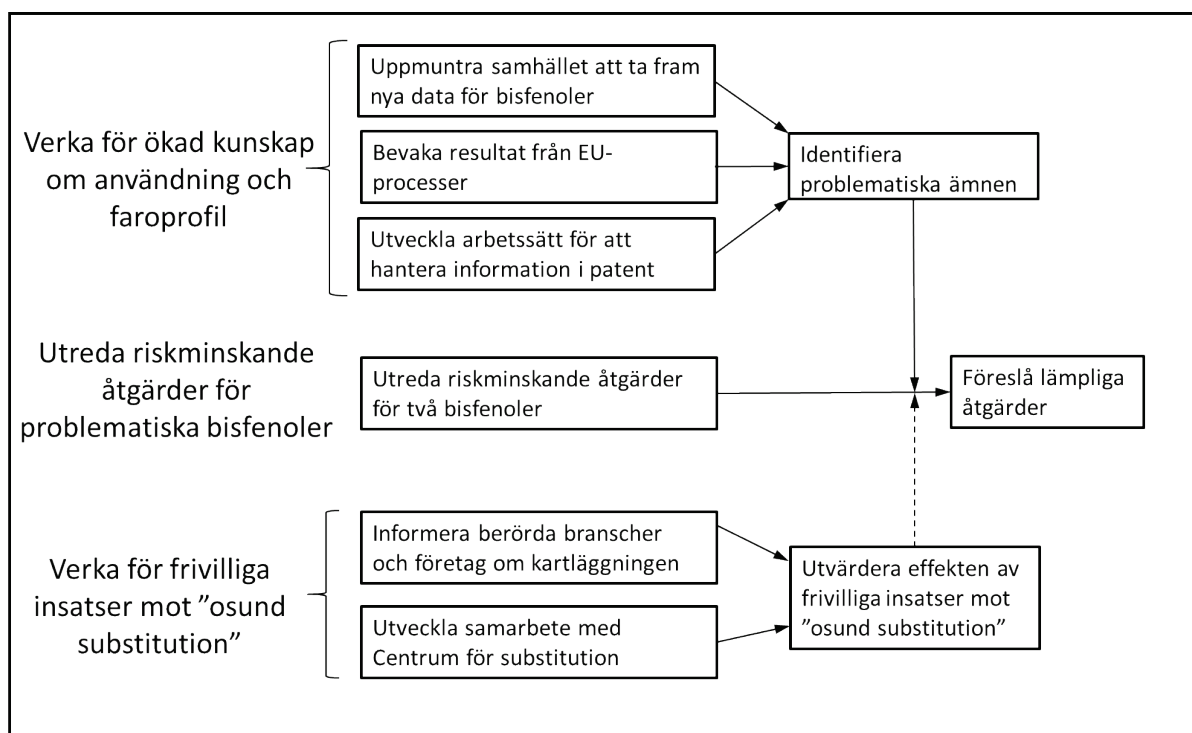 Verka för ökad kunskap
om användning och
faroprofil
Uppmuntra samhället att ta fram
nya data för bisfenoler
Bevaka resultat från EU-
processer
Utveckla arbetssätt för att
hantera information i patent
Identifiera
problematiska ämnen
Utreda riskminskande
åtgärder för
problematiska bisfenoler
Utreda riskminskande åtgärder
för två bisfenoler
Föreslå lämpliga
åtgärder
Verka för frivilliga
insatser mot ”osund
substitution”
Informera berörda branscher
och företag om kartläggningen
Utveckla samarbete med
Centrum för substitution
Utvärdera effekten av
frivilliga insatser mot
”osund substitution”